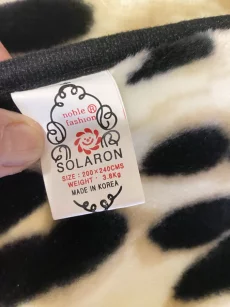 noble ®
fashion
SOLARON
SIZE : 200×240CMS
WEIGHT : 3.8Kg
MADE IN KOREA